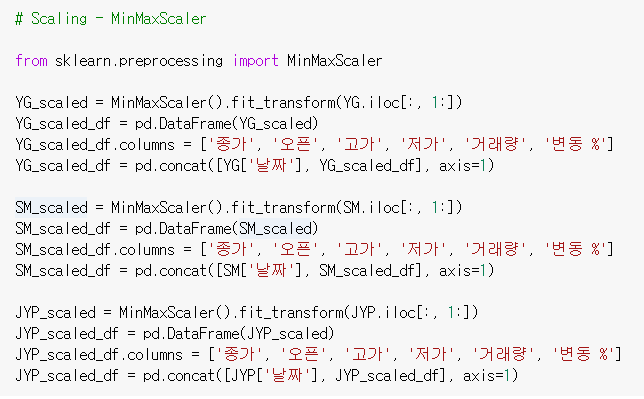 # Scaling - MinMaxScaler
from sklearn.preprocessing import MinMaxScaler
YG_scaled = MinMaxScaler().fit_transform(YG.iloc[:, 1:])
YG_scaled_df = pd.DataFrame(YG_scaled)
YG_scaled_df.columns = ['종가', '오픈', '고가', '저가', '거래량', '변동 %']
YG_scaled_df = pd.concat([YG['날짜'], YG_scaled_df], axis=1)
SM_scaled = MinMaxScaler().fit_transform(SM.iloc[:, 1:])
SM_scaled_df = pd.DataFrame(SM_scaled)
SM_scaled_df.columns = ['종가', '오픈', '고가', '저가', '거래량', '변동 %']
SM_scaled_df = pd.concat([SM['날짜'], SM_scaled_df], axis=1)
JYP_scaled = MinMaxScaler().fit_transform(JYP.iloc[:, 1:])
JYP_scaled_df = pd.DataFrame(JYP_scaled)
JYP_scaled_df.columns = ['종가', '오픈', '고가', '저가', '거래량', '변동 %']
JYP_scaled_df = pd.concat([JYP['날짜'], JYP_scaled_df], axis=1)